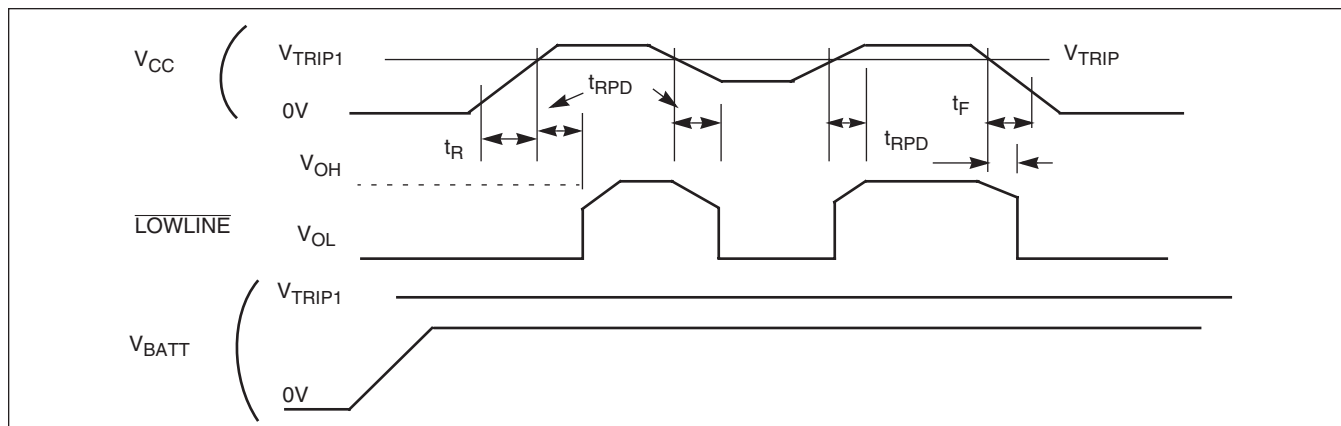 VCC
VTRIP1
VTRIP
0V
tRPD
tR
tF
tRPD
VOH
LOWLINE
VOL
VTRIP1
VBATT
0V